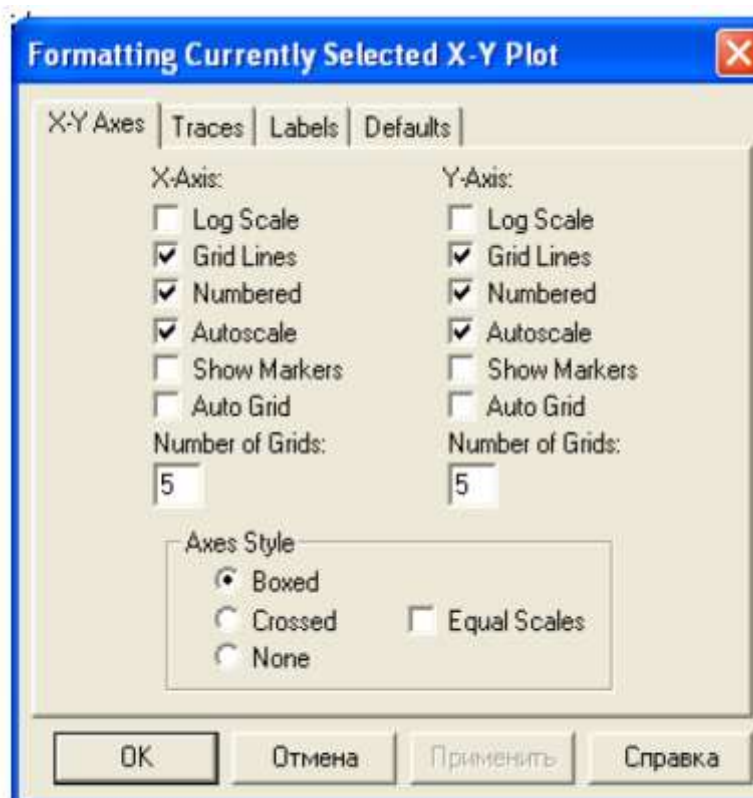 Formatting Currently Selected X-Y Plot
X-Y Axes Traces Labels Defaults
X-Axis: Y-Axis:
Log Scale Log Scale
Grid Lines Grid Lines
Numbered Numbered
Autoscale Autoscale
Show Markers Show Markers
Auto Grid Auto Grid
Number of Grids: Number of Grids:
5 5
Axes Style
Boxed
Crossed Equal Scales
None
OK Отмена Применить Справка